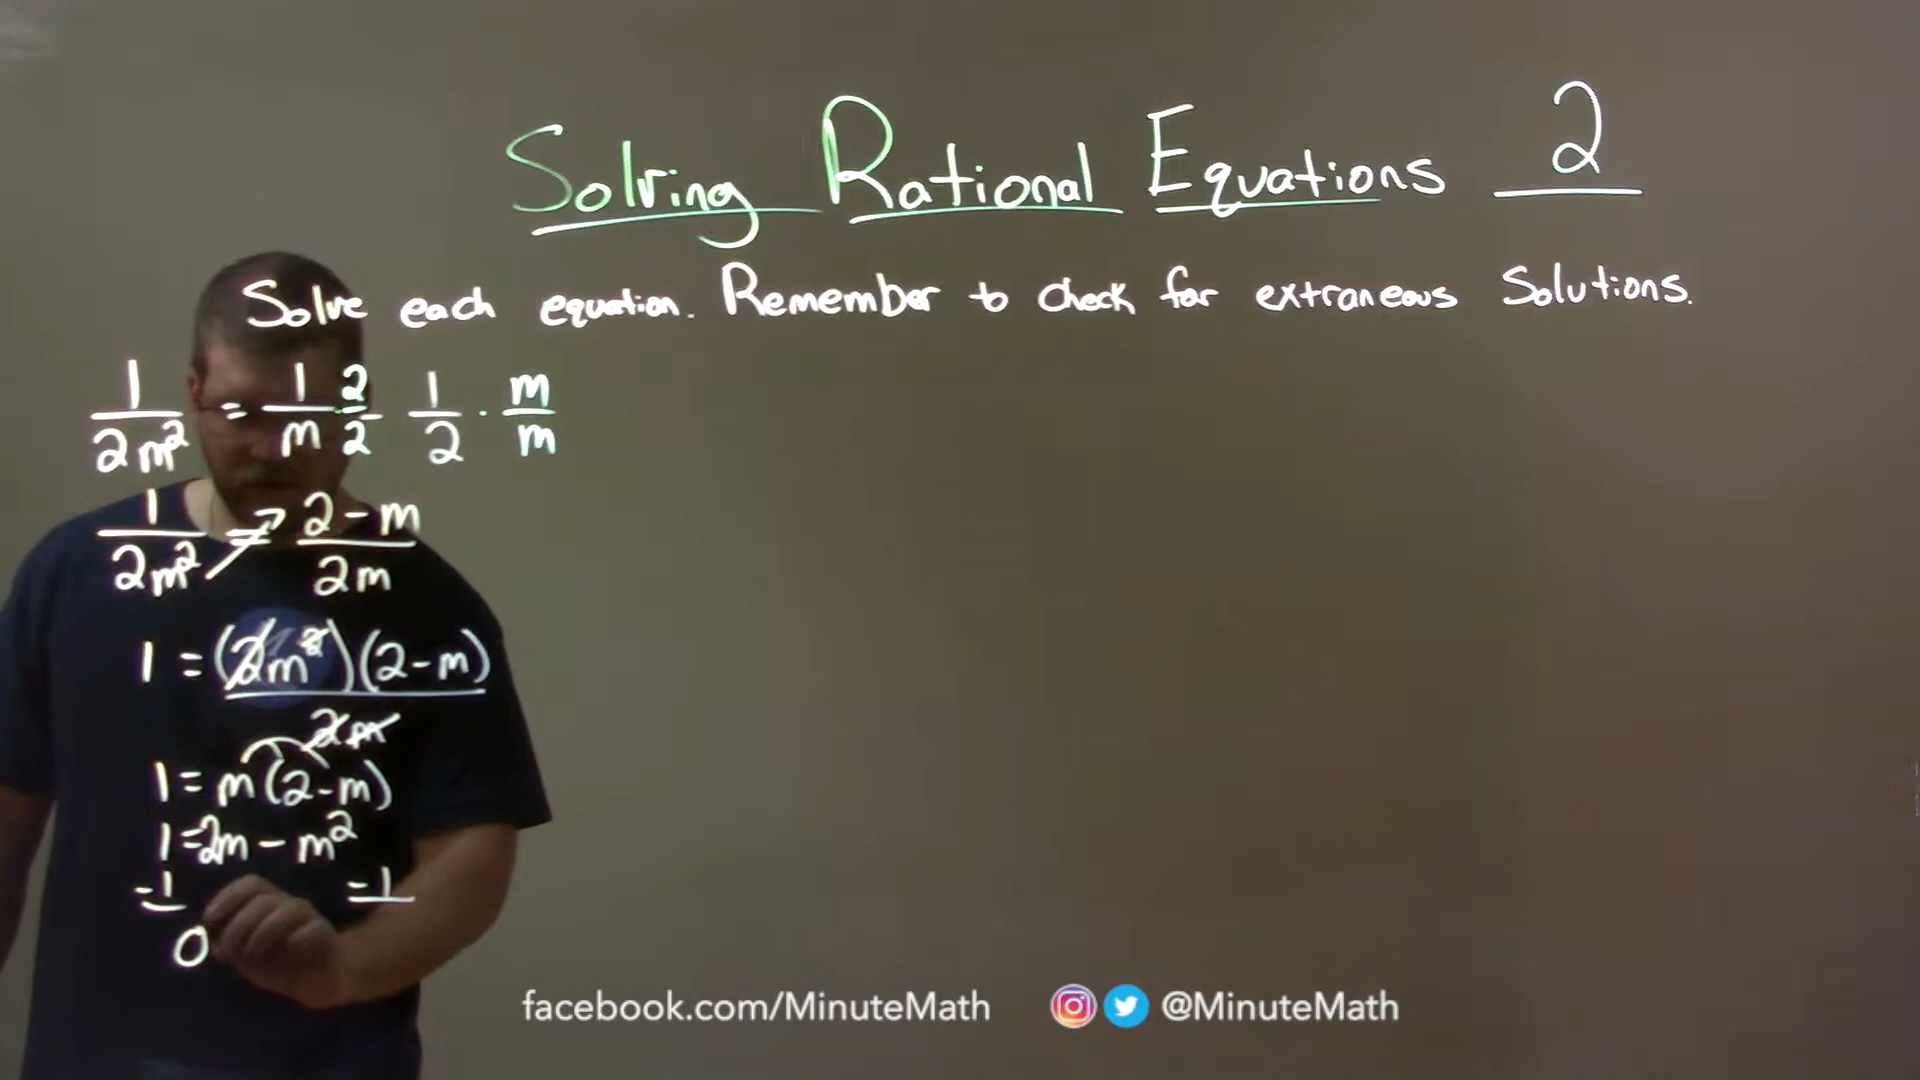 Solving Rational Equations 2
Solve each equation. Remember to check for extraneous Solutions.
1/2m² = 1/m 2/2 1/2 · m/m
1/2m² = 2-m/2m
1 = (2m²)(2-m)/2m
1 = m(2-m)
1 = 2m - m²
-1 -1
0
facebook.com/MinuteMath @MinuteMath